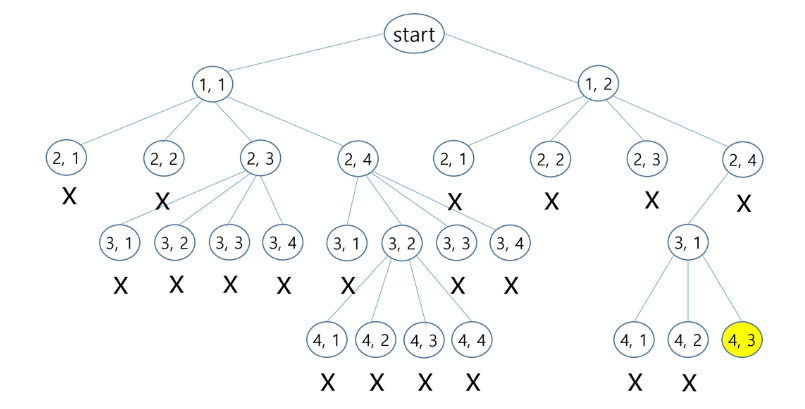 start
1, 1
1, 2
2, 1
2, 2
2, 3
2, 4
2, 1
2, 2
2, 3
2, 4
X
X
X
X
X
X
3, 1
3, 2
3, 3
3, 4
3, 1
3, 2
3, 3
3, 4
3, 1
X
X
X
X
X
X
X
4, 1
4, 2
4, 3
4, 4
4, 1
4, 2
4, 3
X
X
X
X
X
X